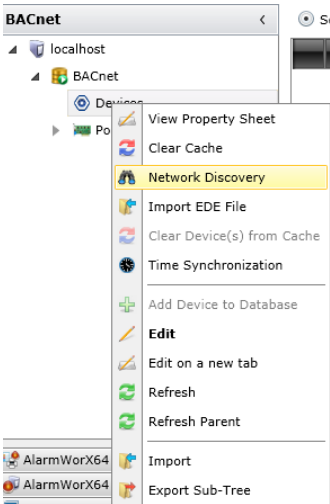 BACnet
localhost
BACnet
Devices
View Property Sheet
Clear Cache
Network Discovery
Import EDE File
Clear Device(s) from Cache
Time Synchronization
Add Device to Database
Edit
Edit on a new tab
Refresh
Refresh Parent
AlarmWorX64
Import
AlarmWorX64
Export Sub-Tree